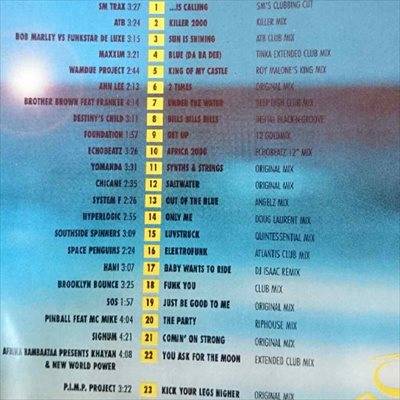 SM TRAX 3:27 1 ...IS CALLING SM'S CLUBBING CUT
ATB 3:23 2 KILLER 2000 KILLER MIX
BOB MARLEY VS FUNKSTAR DE LUXE 3:15 3 SUN IS SHINING ATB CLUB MIX
MAXXIM 3:21 4 BLUE (DA BA DEE) TINKA EXTENDED CLUB MIX
WAMDUE PROJECT 2:44 5 KING OF MY CASTLE ROY MALONE'S KING MIX
ANN LEE 2:13 6 2 TIMES ORIGINAL MIX
BROTHER BROWN FEAT FRANKEE 4:14 7 UNDER THE WATER DEEP DISH CLUB MIX
DESTINY'S CHILD 3:11 8 BILLS BILLS BILLS DIGITAL BLACK-N-GROOVE
FOUNDATION 1:57 9 GET UP 12 GOLDMIX
ECHOBEATZ 3:26 10 AFRICA 2000 ECHOBEATZ 12" MIX
YOMANDA 3:31 11 SYNTHS & STRINGS ORIGINAL MIX
CHICANE 2:35 12 SALTWATER ORIGINAL MIX
SYSTEM F 2:26 13 OUT OF THE BLUE ANGELZ MIX
HYPERLOGIC 2:55 14 ONLY ME DOUG LAURENT MIX
SOUTHSIDE SPINNERS 3:09 15 LUVSTRUCK QUINTESSENTIAL MIX
SPACE PENGUINS 2:24 16 ELEKTROFUNK ATLANTIS CLUB MIX
HANI 3:07 17 BABY WANTS TO RIDE DJ ISAAC REMIX
BROOKLYN BOUNCE 3:25 18 FUNK YOU CLUB MIX
SOS 1:59 19 JUST BE GOOD TO ME ORIGINAL MIX
PINBALL FEAT MC MIKE 4:04 20 THE PARTY RIPHOUSE MIX
SIGNUM 4:21 21 COMIN' ON STRONG ORIGINAL MIX
AFRIKA BAMBAATAA PRESENTS KHAYAN 4:08 22 YOU ASK FOR THE MOON EXTENDED CLUB MIX
& NEW WORLD POWER
P.I.M.P. PROJECT 3:22 23 KICK YOUR LEGS HIGHER ORIGINAL MIX